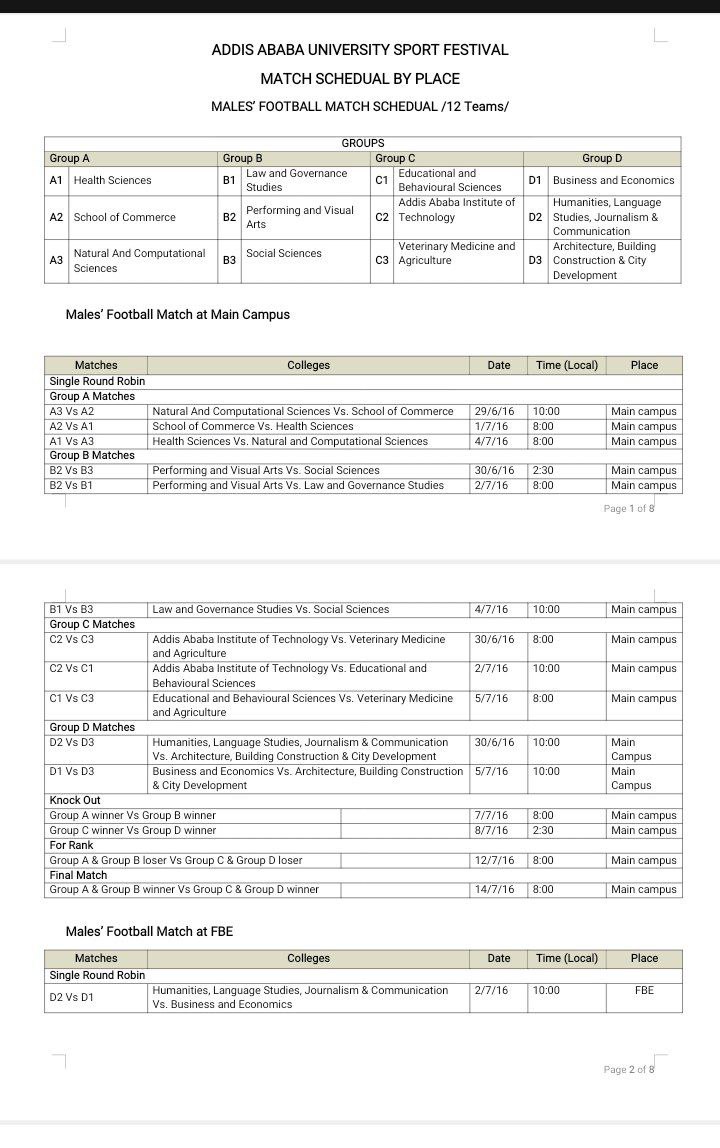 ADDIS ABABA UNIVERSITY SPORT FESTIVAL
MATCH SCHEDUAL BY PLACE
MALES' FOOTBALL MATCH SCHEDUAL /12 Teams/
GROUPS
Group A Group B Group C Group D
A1 Health Sciences B1 Law and Governance Studies C1 Educational and Behavioural Sciences D1 Business and Economics
A2 School of Commerce B2 Performing and Visual Arts C2 Addis Ababa Institute of Technology D2 Humanities, Language Studies, Journalism & Communication
A3 Natural And Computational Sciences B3 Social Sciences C3 Veterinary Medicine and Agriculture D3 Architecture, Building Construction & City Development
Males' Football Match at Main Campus
Matches Colleges Date Time (Local) Place
Single Round Robin
Group A Matches
A3 Vs A2 Natural And Computational Sciences Vs. School of Commerce 29/6/16 10:00 Main campus
A2 Vs A1 School of Commerce Vs. Health Sciences 1/7/16 8:00 Main campus
A1 Vs A3 Health Sciences Vs. Natural and Computational Sciences 4/7/16 8:00 Main campus
Group B Matches
B2 Vs B3 Performing and Visual Arts Vs. Social Sciences 30/6/16 2:30 Main campus
B2 Vs B1 Performing and Visual Arts Vs. Law and Governance Studies 2/7/16 8:00 Main campus
Page 1 of 8
B1 Vs B3 Law and Governance Studies Vs. Social Sciences 4/7/16 10:00 Main campus
Group C Matches
C2 Vs C3 Addis Ababa Institute of Technology Vs. Veterinary Medicine and Agriculture 30/6/16 8:00 Main campus
C2 Vs C1 Addis Ababa Institute of Technology Vs. Educational and Behavioural Sciences 2/7/16 10:00 Main campus
C1 Vs C3 Educational and Behavioural Sciences Vs. Veterinary Medicine and Agriculture 5/7/16 8:00 Main campus
Group D Matches
D2 Vs D3 Humanities, Language Studies, Journalism & Communication Vs. Architecture, Building Construction & City Development 30/6/16 10:00 Main Campus
D1 Vs D3 Business and Economics Vs. Architecture, Building Construction & City Development 5/7/16 10:00 Main Campus
Knock Out
Group A winner Vs Group B winner 7/7/16 8:00 Main campus
Group C winner Vs Group D winner 8/7/16 2:30 Main campus
For Rank
Group A & Group B loser Vs Group C & Group D loser 12/7/16 8:00 Main campus
Final Match
Group A & Group B winner Vs Group C & Group D winner 14/7/16 8:00 Main campus
Males' Football Match at FBE
Matches Colleges Date Time (Local) Place
Single Round Robin
D2 Vs D1 Humanities, Language Studies, Journalism & Communication Vs. Business and Economics 2/7/16 10:00 FBE
Page 2 of 8